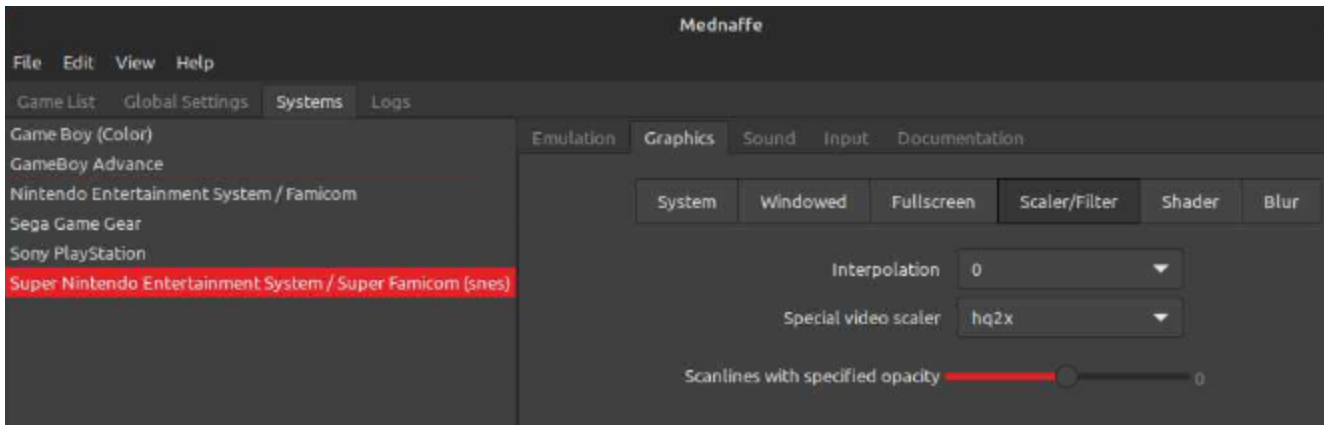 Mednaffe
File Edit View Help
Game List Global Settings Systems Logs
Game Boy (Color)
GameBoy Advance
Nintendo Entertainment System / Famicom
Sega Game Gear
Sony PlayStation
Super Nintendo Entertainment System / Super Famicom (snes)
Emulation Graphics Sound Input Documentation
System Windowed Fullscreen Scaler/Filter Shader Blur
Interpolation 0
Special video scaler hq2x
Scanlines with specified opacity 0